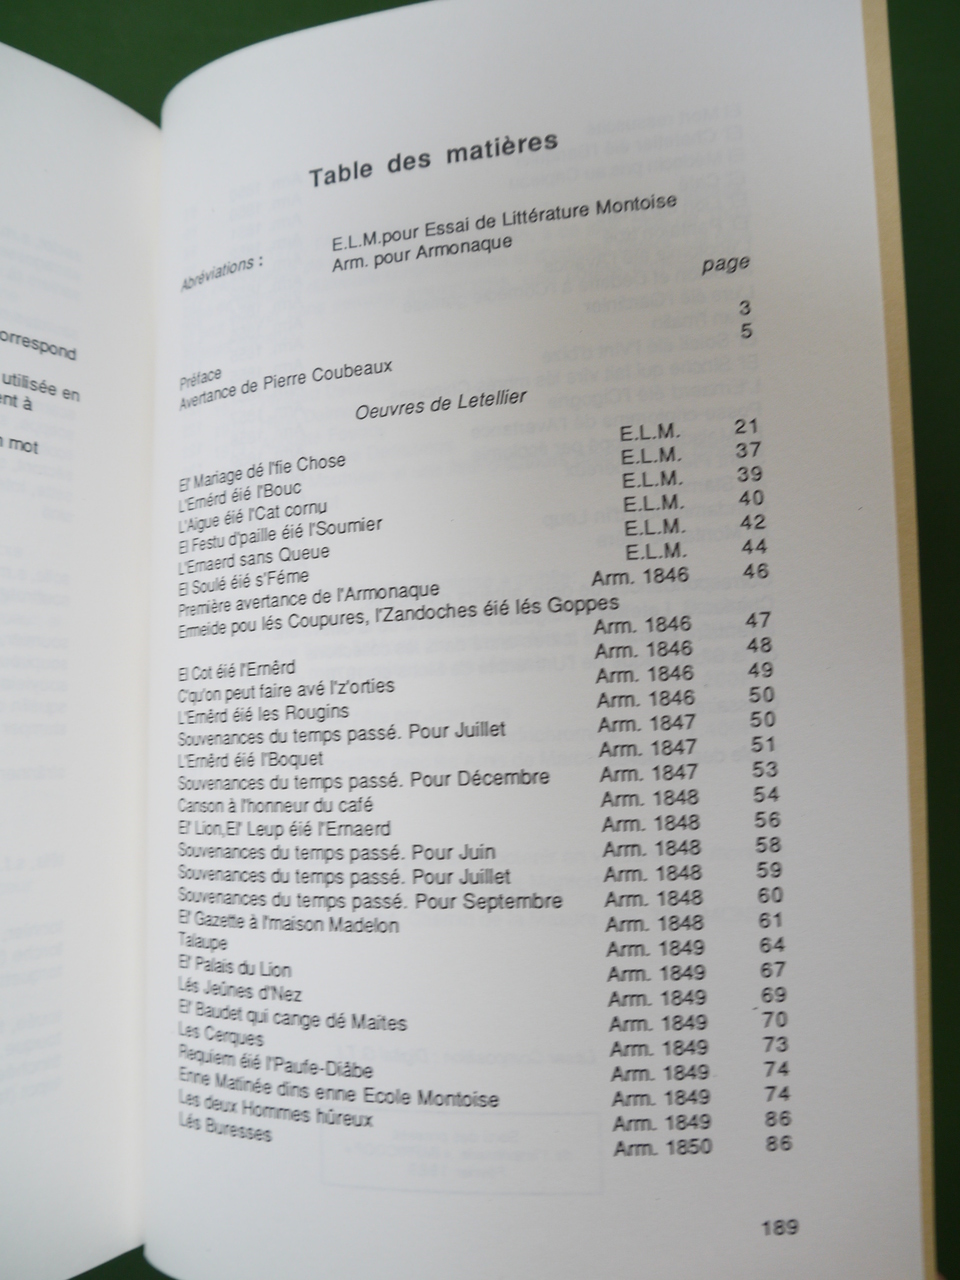 orrespond
utilisée en
nt à
mot
Table des matières
Abréviations : E.L.M.pour Essai de Littérature Montoise
Arm. pour Armonaque
page
Préface 3
Avertance de Pierre Coubeaux 5
Oeuvres de Letellier
El' Mariage dé l'fie Chose E.L.M. 21
L'Ernérd éié l'Bouc E.L.M. 37
L'Aigue éié l'Cat cornu E.L.M. 39
El Festu d'paille éié l'Soumier E.L.M. 40
L'Ernaerd sans Queue E.L.M. 42
El Soulé éié s'Féme E.L.M. 44
Première avertance de l'Armonaque Arm. 1846 46
Ermeide pou lés Coupures, l'Zandoches éié lés Goppes
Arm. 1846 47
El Cot éié l'Ernêrd Arm. 1846 48
C'qu'on peut faire avé l'z'orties Arm. 1846 49
L'Ernêrd éié les Rougins Arm. 1846 50
Souvenances du temps passé. Pour Juillet Arm. 1847 50
L'Ernêrd éié l'Boquet Arm. 1847 51
Souvenances du temps passé. Pour Décembre Arm. 1847 53
Canson à l'honneur du café Arm. 1848 54
El' Lion,El' Leup éié l'Ernaerd Arm. 1848 56
Souvenances du temps passé. Pour Juin Arm. 1848 58
Souvenances du temps passé. Pour Juillet Arm. 1848 59
Souvenances du temps passé. Pour Septembre Arm. 1848 60
El' Gazette à l'maison Madelon Arm. 1848 61
Talaupe Arm. 1849 64
El' Palais du Lion Arm. 1849 67
Lés Jeûnes d'Nez Arm. 1849 69
El' Baudet qui cange dé Maites Arm. 1849 70
Les Cerques Arm. 1849 73
Requiem éié l'Paufe-Diâbe Arm. 1849 74
Enne Matinée dins enne Ecole Montoise Arm. 1849 74
Les deux Hommes hûreux Arm. 1849 86
Lés Buresses Arm. 1850 86
189